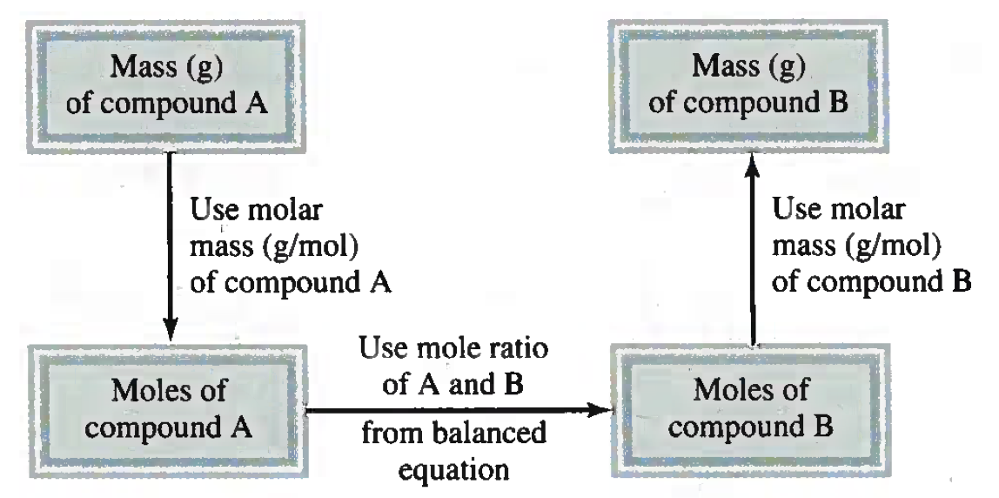 Mass (g)
of compound A
Mass (g)
of compound B
Use molar
mass (g/mol)
of compound A
Use molar
mass (g/mol)
of compound B
Moles of
compound A
Use mole ratio
of A and B
from balanced
equation
Moles of
compound B